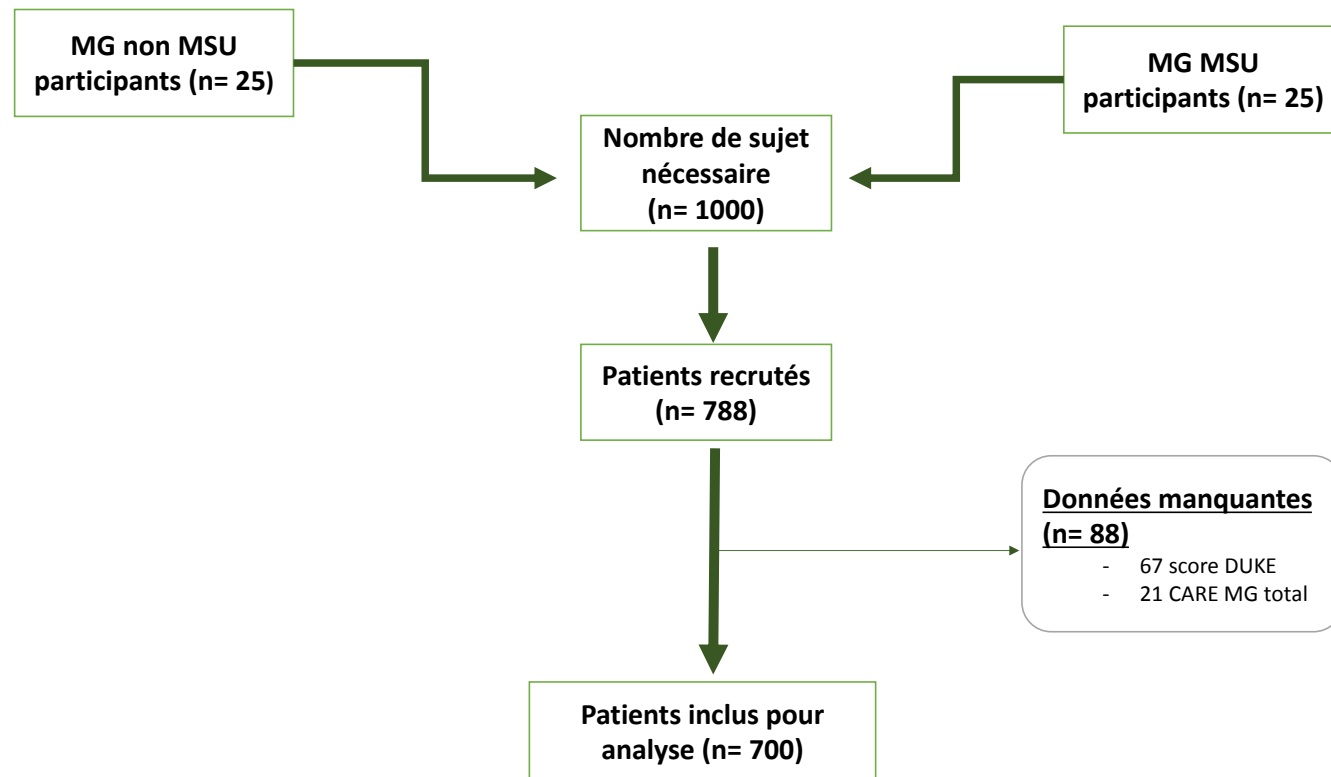 MG non MSU
participants (n= 25)
MG MSU
participants (n= 25)
Nombre de sujet
nécessaire
(n= 1000)
Patients recrutés
(n= 788)
Données manquantes
(n= 88)
- 67 score DUKE
- 21 CARE MG total
Patients inclus pour
analyse (n= 700)